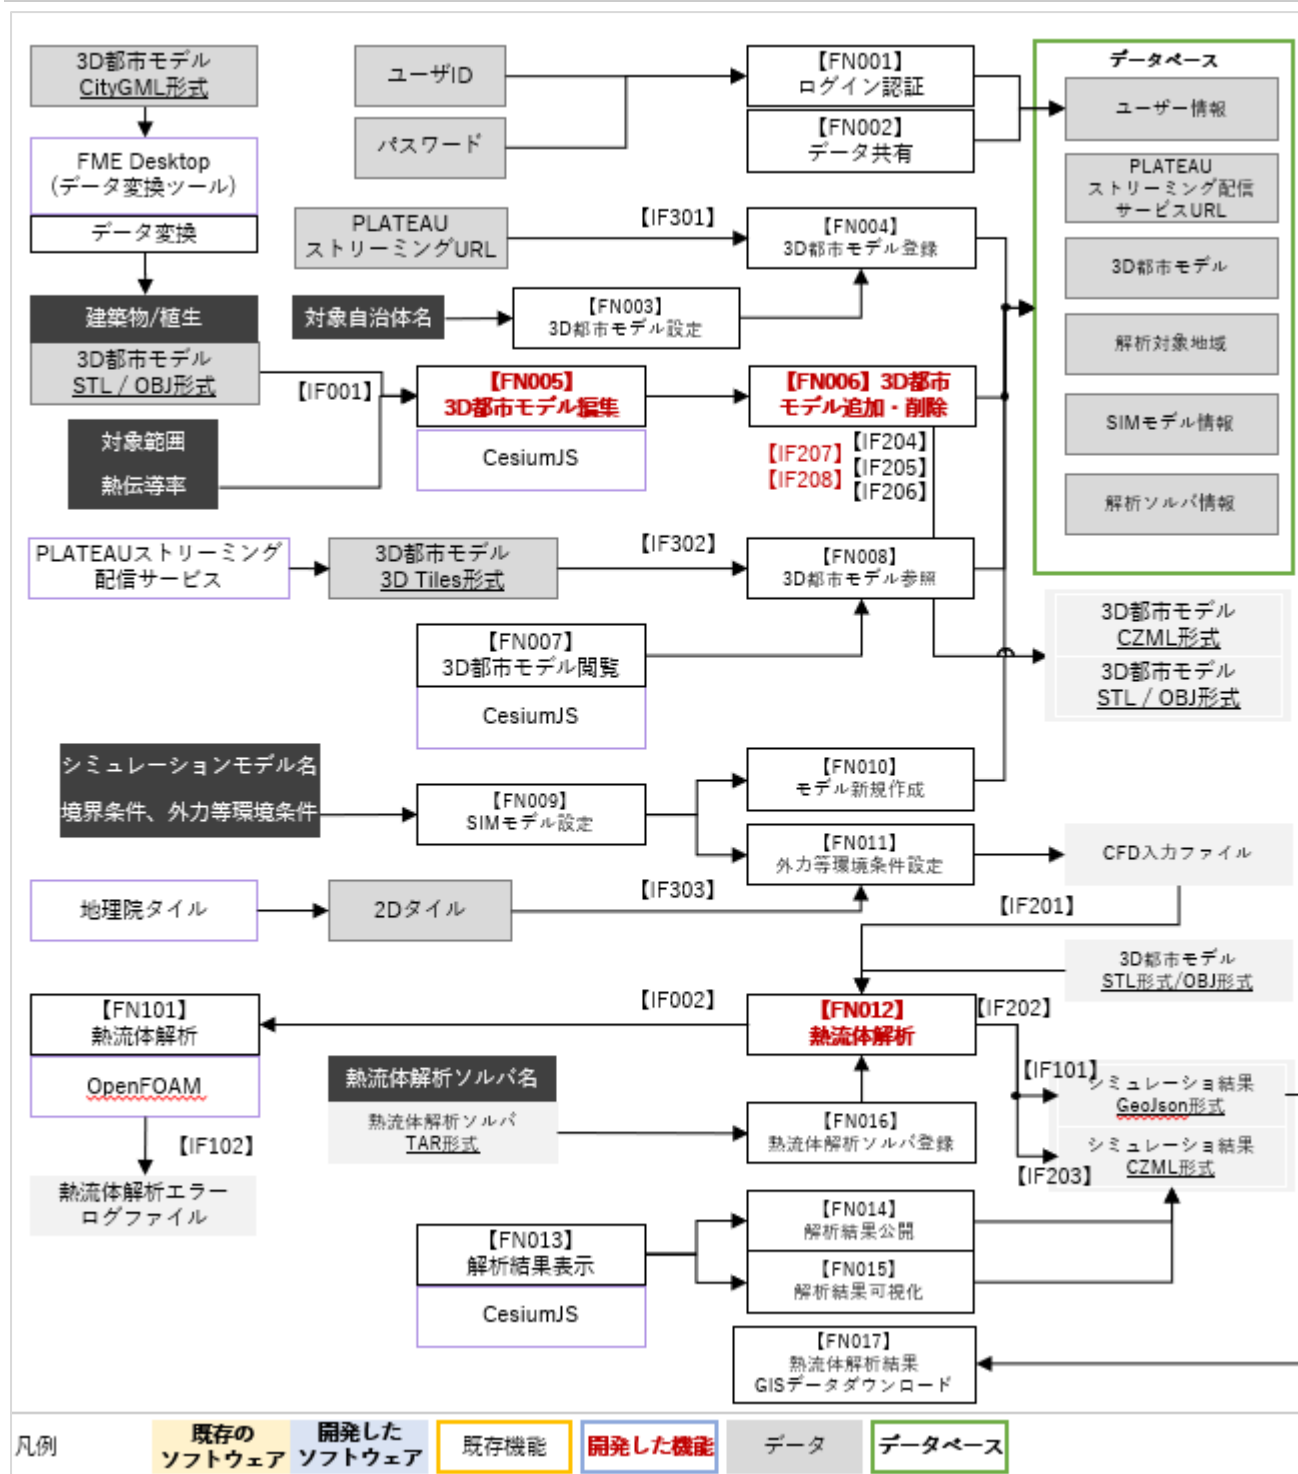 3D都市モデル
CityGML形式
FME Desktop
(データ変換ツール)
データ変換
建築物/植生
3D都市モデル
STL / OBJ形式
対象範囲
熱伝導率
ユーザID
パスワード
PLATEAU
ストリーミングURL
対象自治体名
【IF301】
【FN003】
3D都市モデル設定
【FN001】
ログイン認証
【FN002】
データ共有
【FN004】
3D都市モデル登録
【IF001】
【FN005】
3D都市モデル編集
CesiumJS
【FN006】3D都市
モデル追加・削除
【IF207】
【IF208】
【IF204】
【IF205】
【IF206】
データベース
ユーザー情報
PLATEAU
ストリーミング配信
サービスURL
3D都市モデル
解析対象地域
SIMモデル情報
解析ソルバ情報
PLATEAUストリーミング
配信サービス
3D都市モデル
3D Tiles形式
【IF302】
【FN008】
3D都市モデル参照
【FN007】
3D都市モデル閲覧
CesiumJS
3D都市モデル
CZML形式
3D都市モデル
STL / OBJ形式
シミュレーションモデル名
境界条件、外力等環境条件
【FN009】
SIMモデル設定
【FN010】
モデル新規作成
【FN011】
外力等環境条件設定
CFD入力ファイル
地理院タイル
2Dタイル
【IF303】
【IF201】
3D都市モデル
STL形式/OBJ形式
【FN101】
熱流体解析
OpenFOAM
【IF002】
【FN012】
熱流体解析
【IF202】
【IF102】
熱流体解析エラー
ログファイル
熱流体解析ソルバ名
熱流体解析ソルバ
TAR形式
【FN016】
熱流体解析ソルバ登録
【IF101】
シミュレーショ結果
GeoJson形式
シミュレーショ結果
CZML形式
【IF203】
【FN013】
解析結果表示
CesiumJS
【FN014】
解析結果公開
【FN015】
解析結果可視化
【FN017】
熱流体解析結果
GISデータダウンロード
凡例
既存の
ソフトウェア
開発した
ソフトウェア
既存機能
開発した機能
データ
データベース